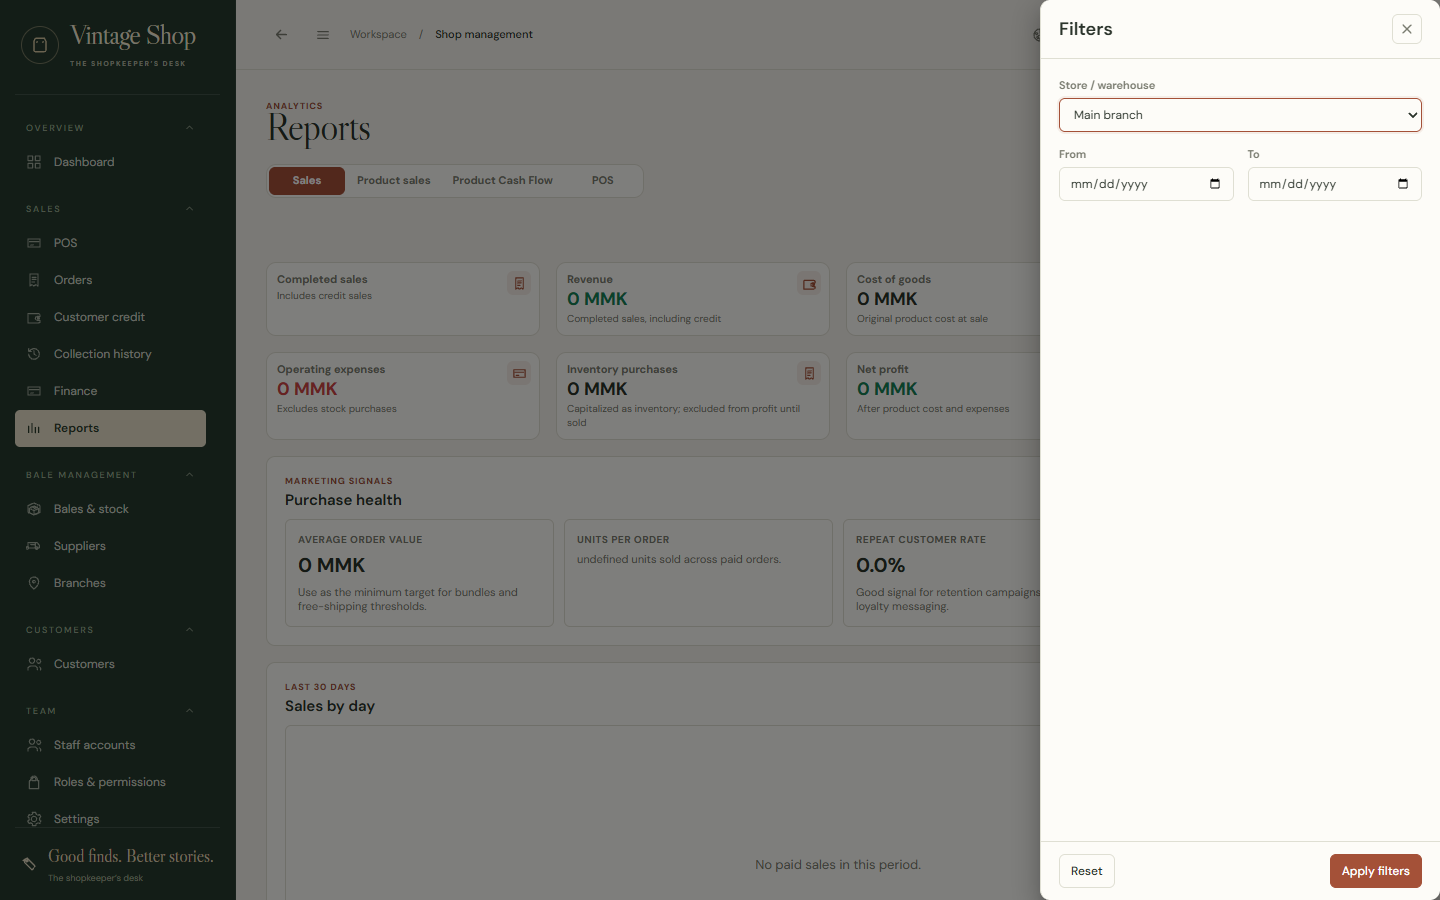 Vintage Shop
THE SHOPKEEPER'S DESK
OVERVIEW
Dashboard
SALES
POS
Orders
Customer credit
Collection history
Finance
Reports
BALE MANAGEMENT
Bales & stock
Suppliers
Branches
CUSTOMERS
Customers
TEAM
Staff accounts
Roles & permissions
Settings
Good finds. Better stories.
The shopkeeper's desk
Workspace / Shop management
ANALYTICS
Reports
Sales Product sales Product Cash Flow POS
Completed sales
Includes credit sales
Revenue
0 MMK
Completed sales, including credit
Cost of goods
0 MMK
Original product cost at sale
Operating expenses
0 MMK
Excludes stock purchases
Inventory purchases
0 MMK
Capitalized as inventory; excluded from profit until
sold
Net profit
0 MMK
After product cost and expenses
MARKETING SIGNALS
Purchase health
AVERAGE ORDER VALUE
0 MMK
Use as the minimum target for bundles and
free-shipping thresholds.
UNITS PER ORDER
undefined units sold across paid orders.
REPEAT CUSTOMER RATE
0.0%
Good signal for retention campaigns
loyalty messaging.
LAST 30 DAYS
Sales by day
No paid sales in this period.
Filters
Store / warehouse
Main branch
From To
mm/dd/yyyy mm/dd/yyyy
Reset Apply filters